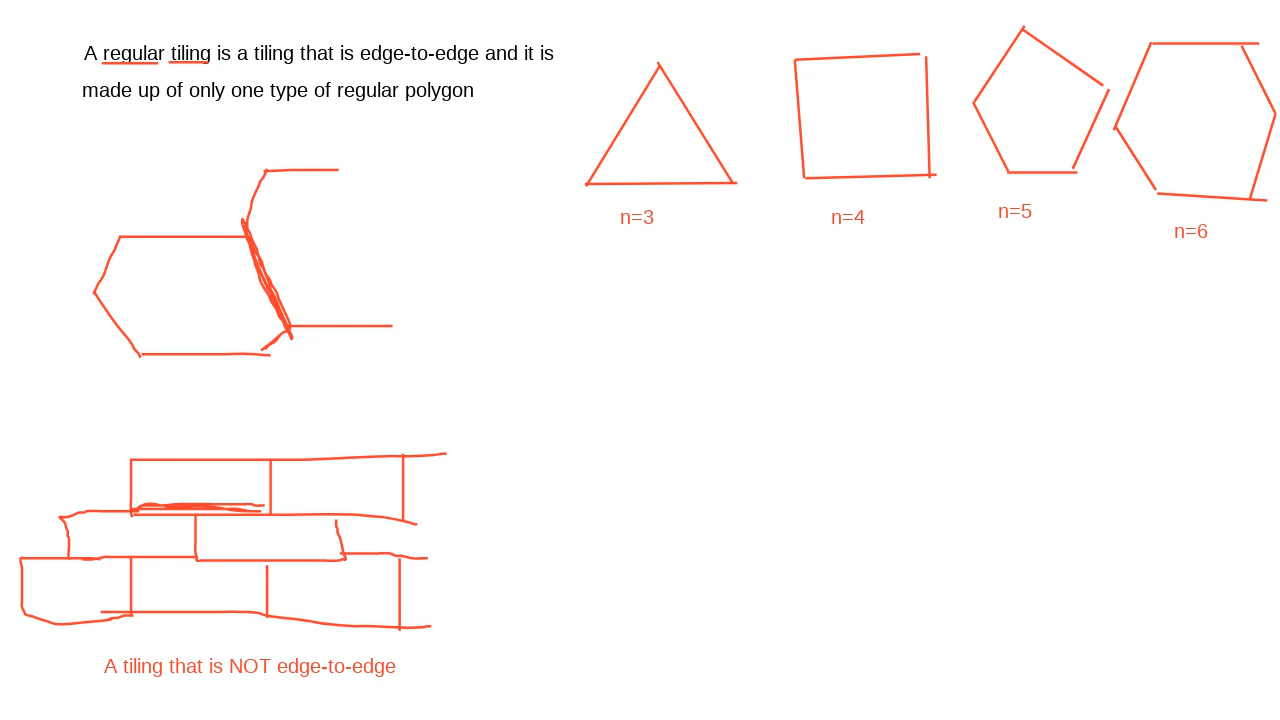 A regular tiling is a tiling that is edge-to-edge and it is
made up of only one type of regular polygon
n=3
n=4
n=5
n=6
A tiling that is NOT edge-to-edge